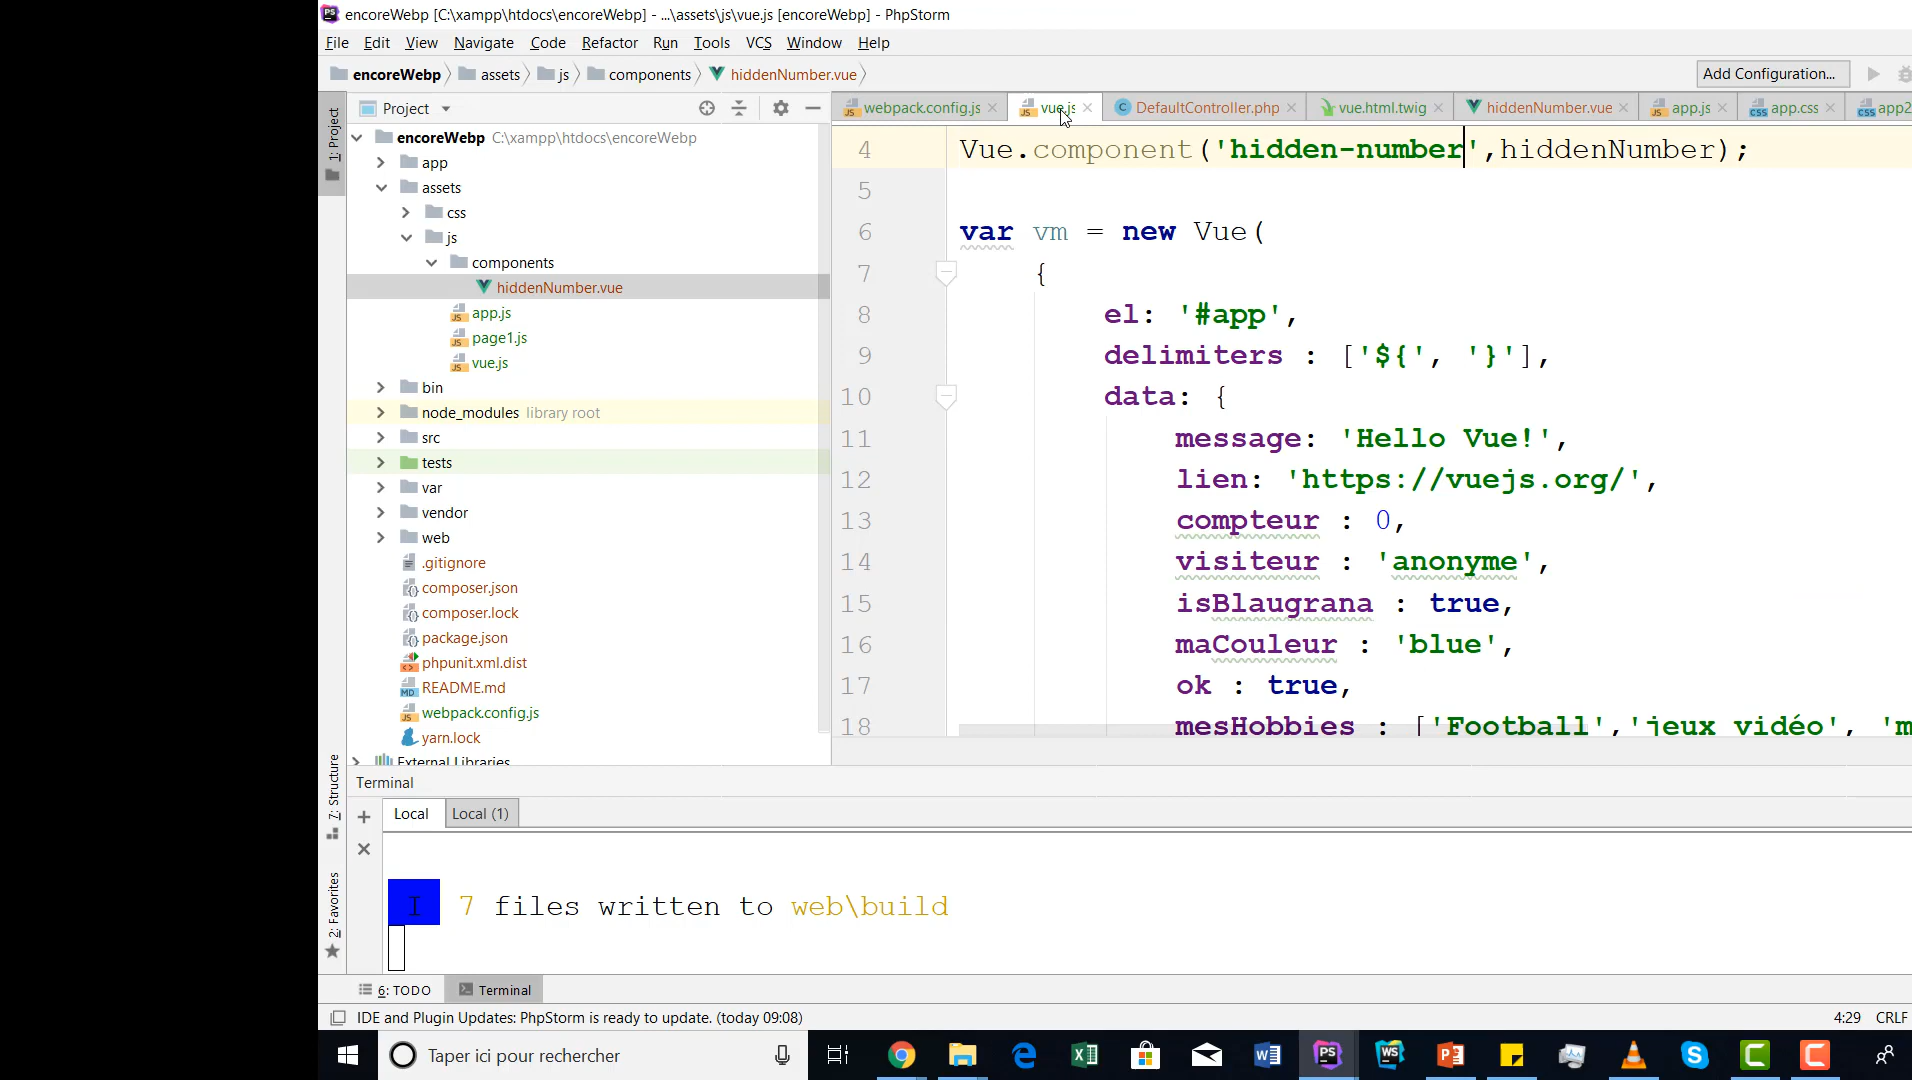 encoreWebp [C:\xampp\htdocs\encoreWebp] - ...\assets\js\vue.js [encoreWebp] - PhpStorm
File Edit View Navigate Code Refactor Run Tools VCS Window Help
encoreWebp assets js components hiddenNumber.vue Add Configuration...
1: Project
Project
webpack.config.js vue.js DefaultController.php vue.html.twig hiddenNumber.vue app.js app.css app2
encoreWebp C:\xampp\htdocs\encoreWebp
app
assets
css
js
components
hiddenNumber.vue
app.js
page1.js
vue.js
bin
node_modules library root
src
tests
var
vendor
web
.gitignore
composer.json
composer.lock
package.json
phpunit.xml.dist
README.md
webpack.config.js
yarn.lock
External Libraries
4 Vue.component('hidden-number',hiddenNumber);
5
6 var vm = new Vue(
7 {
8 el: '#app',
9 delimiters : ['${', '}'],
10 data: {
11 message: 'Hello Vue!',
12 lien: 'https://vuejs.org/',
13 compteur : 0,
14 visiteur : 'anonyme',
15 isBlaugrana : true,
16 maCouleur : 'blue',
17 ok : true,
18 mesHobbies : ['Football','jeux vidéo', 'm
7: Structure
2: Favorites
Terminal
Local Local (1)
I 7 files written to web\build
6: TODO Terminal
IDE and Plugin Updates: PhpStorm is ready to update. (today 09:08) 4:29 CRLF
Taper ici pour rechercher